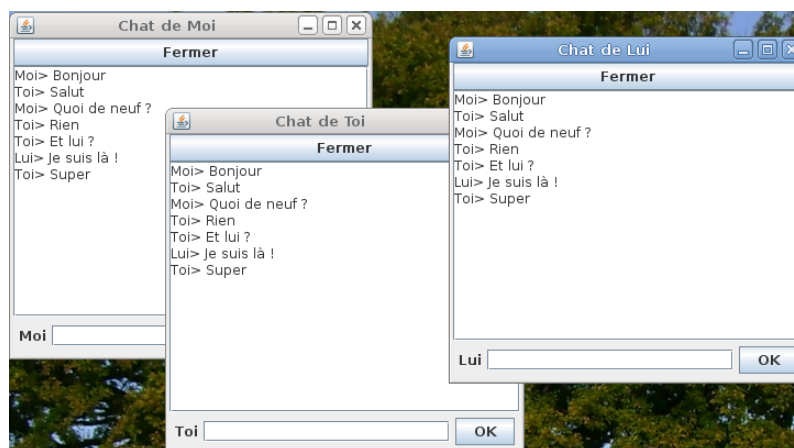 Chat de Moi
Fermer
Moi> Bonjour
Toi> Salut
Moi> Quoi de neuf ?
Toi> Rien
Toi> Et lui ?
Lui> Je suis là !
Toi> Super
Moi
Chat de Toi
Fermer
Moi> Bonjour
Toi> Salut
Moi> Quoi de neuf ?
Toi> Rien
Toi> Et lui ?
Lui> Je suis là !
Toi> Super
Toi
OK
Chat de Lui
Fermer
Moi> Bonjour
Toi> Salut
Moi> Quoi de neuf ?
Toi> Rien
Toi> Et lui ?
Lui> Je suis là !
Toi> Super
Lui
OK